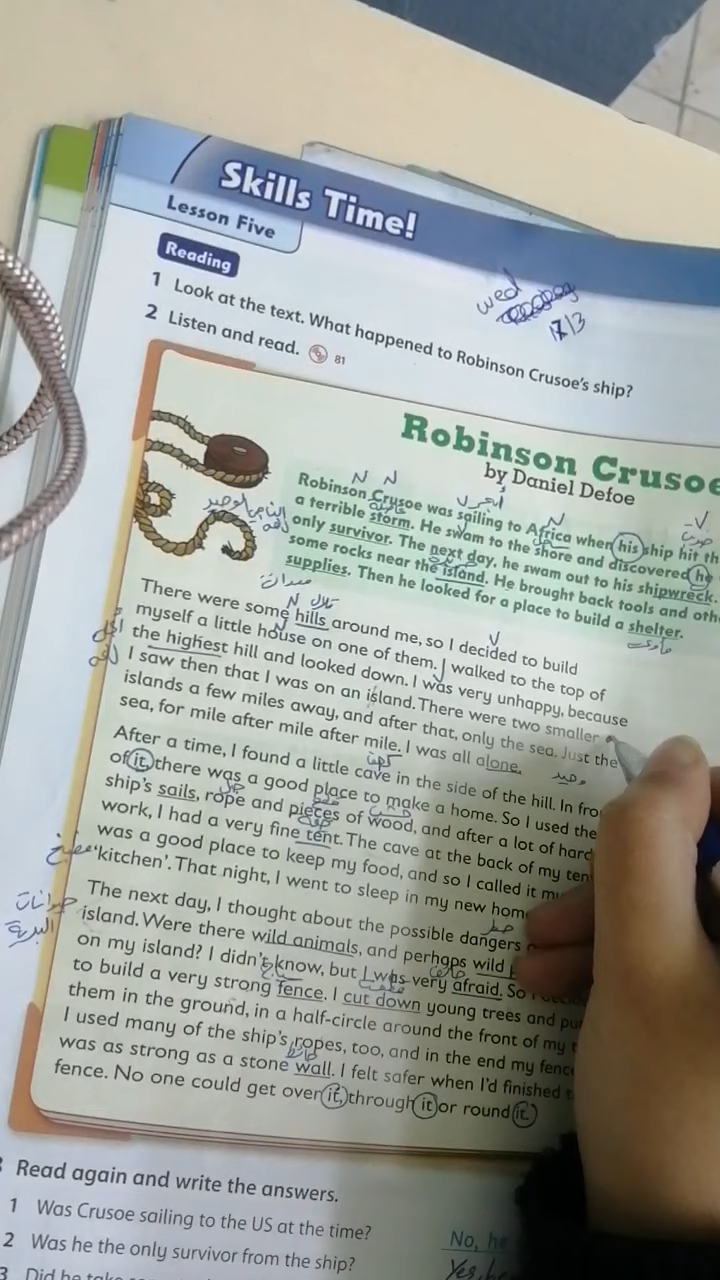 Skills Time!
Lesson Five
Reading
wed
17/3
1 Look at the text. What happened to Robinson Crusoe's ship?
2 Listen and read. 81
Robinson Crusoe
by Daniel Defoe
Robinson Crusoe was sailing to Africa when his ship hit th
a terrible storm. He swam to the shore and discovered he
only survivor. The next day, he swam out to his shipwreck.
some rocks near the island. He brought back tools and oth
supplies. Then he looked for a place to build a shelter.
There were some hills around me, so I decided to build
myself a little house on one of them. I walked to the top of
the highest hill and looked down. I was very unhappy, because
I saw then that I was on an island. There were two smaller
islands a few miles away, and after that, only the sea. Just the
sea, for mile after mile after mile. I was all alone.
After a time, I found a little cave in the side of the hill. In fro
of it, there was a good place to make a home. So I used the
ship's sails, rope and pieces of wood, and after a lot of hard
work, I had a very fine tent. The cave at the back of my ten
was a good place to keep my food, and so I called it my
'kitchen'. That night, I went to sleep in my new hom
The next day, I thought about the possible dangers
island. Were there wild animals, and perhaps wild
on my island? I didn't know, but I was very afraid. So I
to build a very strong fence. I cut down young trees and pu
them in the ground, in a half-circle around the front of my t
I used many of the ship's ropes, too, and in the end my fence
was as strong as a stone wall. I felt safer when I'd finished t
fence. No one could get over it, through it or round it.
Read again and write the answers.
1 Was Crusoe sailing to the US at the time?
No, he
2 Was he the only survivor from the ship?
Yes, he
3 Did he take